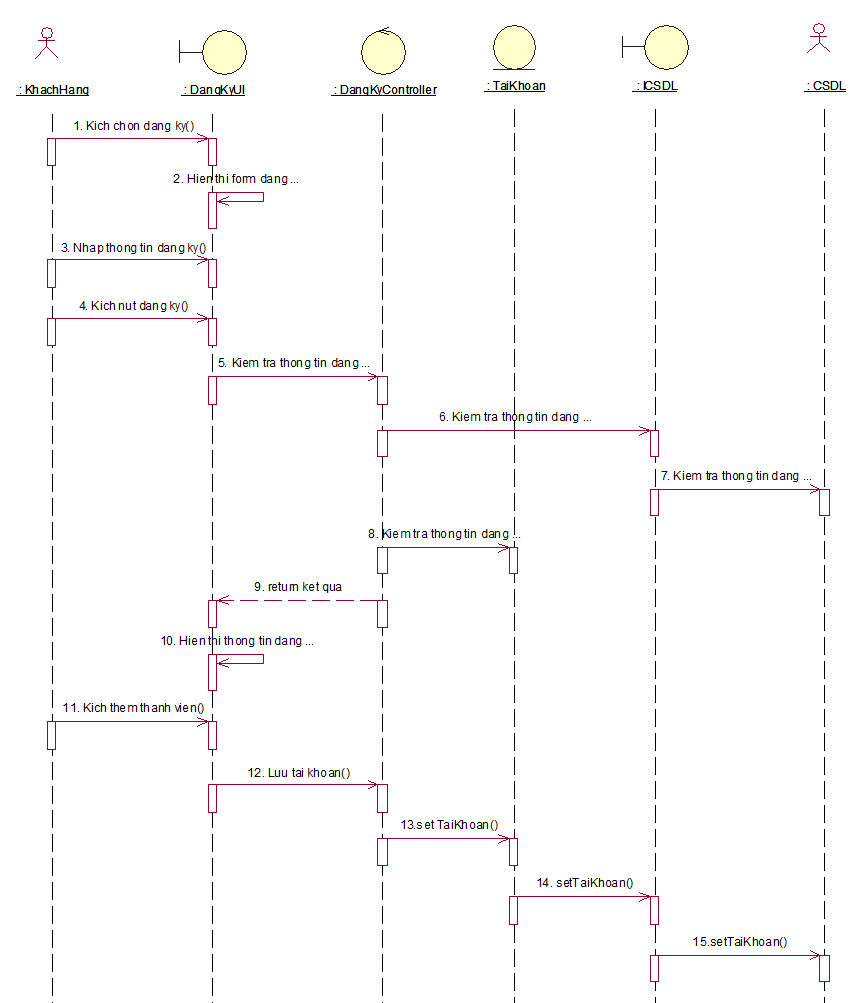 : KhachHang
: DangKyUI
: DangKyController
: TaiKhoan
: ICSDL
: CSDL
1. Kich chon dang ky()
2. Hien thi form dang ...
3. Nhap thong tin dang ky()
4. Kich nut dang ky()
5. Kiem tra thong tin dang ...
6. Kiem tra thong tin dang ...
7. Kiem tra thong tin dang ...
8. Kiem tra thong tin dang ...
9. return ket qua
10. Hien thi thong tin dang ...
11. Kich them thanh vien()
12. Luu tai khoan()
13.set TaiKhoan()
14. setTaiKhoan()
15.setTaiKhoan()